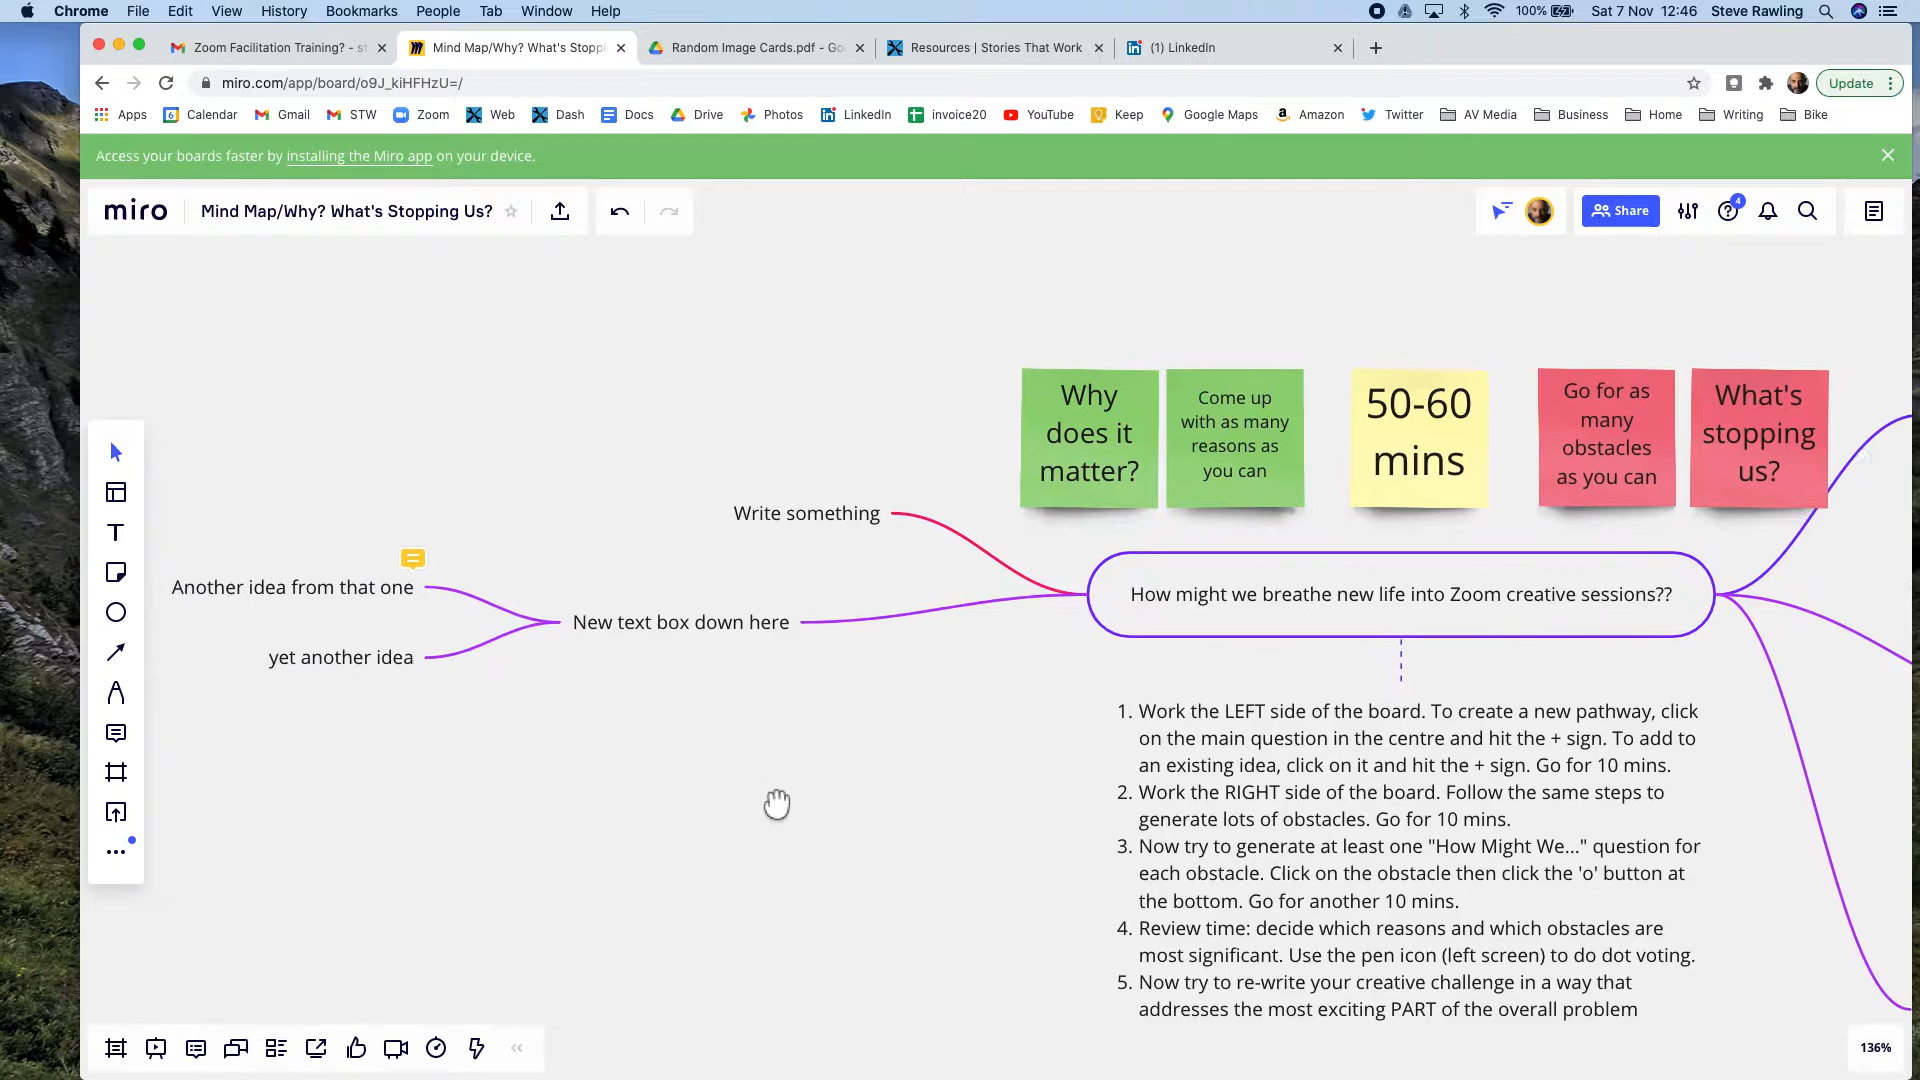 Chrome File Edit View History Bookmarks People Tab Window Help 100% Sat 7 Nov 12:46 Steve Rawling
Zoom Facilitation Training? - st Mind Map/Why? What's Stoppi Random Image Cards.pdf - Go Resources | Stories That Work (1) LinkedIn
miro.com/app/board/o9J_kiHFHzU=/ Update
Apps Calendar Gmail STW Zoom Web Dash Docs Drive Photos LinkedIn invoice20 YouTube Keep Google Maps Amazon Twitter AV Media Business Home Writing Bike
Access your boards faster by installing the Miro app on your device.
miro Mind Map/Why? What's Stopping Us? Share 4
Why
does it
matter?
Come up
with as many
reasons as
you can
50-60
mins
Go for as
many
obstacles
as you can
What's
stopping
us?
Write something
Another idea from that one
New text box down here
yet another idea
How might we breathe new life into Zoom creative sessions??
1. Work the LEFT side of the board. To create a new pathway, click
on the main question in the centre and hit the + sign. To add to
an existing idea, click on it and hit the + sign. Go for 10 mins.
2. Work the RIGHT side of the board. Follow the same steps to
generate lots of obstacles. Go for 10 mins.
3. Now try to generate at least one "How Might We..." question for
each obstacle. Click on the obstacle then click the 'o' button at
the bottom. Go for another 10 mins.
4. Review time: decide which reasons and which obstacles are
most significant. Use the pen icon (left screen) to do dot voting.
5. Now try to re-write your creative challenge in a way that
addresses the most exciting PART of the overall problem
136%